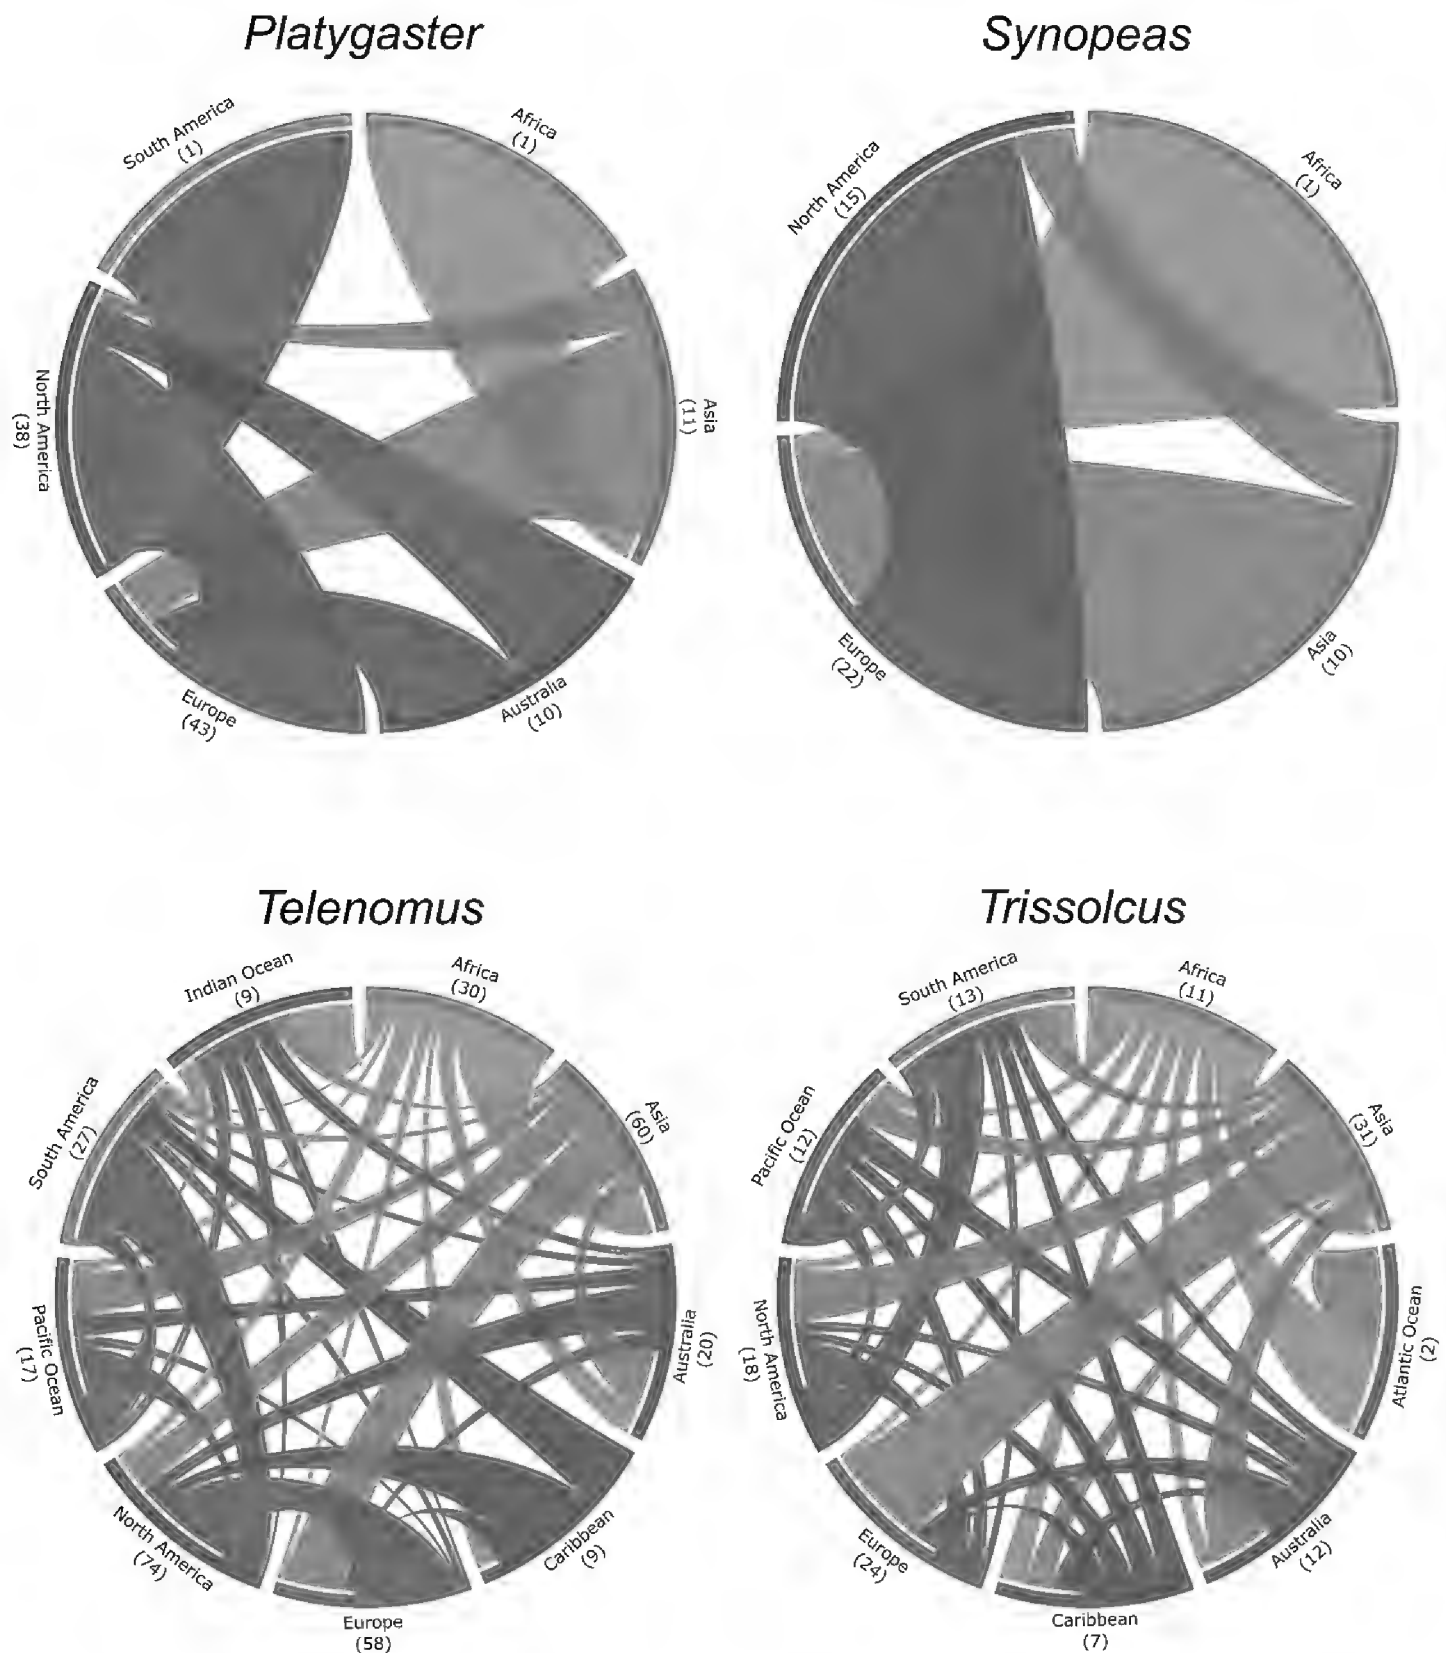 Platygaster
South America
(1)
Africa
(1)
North America
(38)
Asia
(11)
Europe
(43)
Australia
(10)
Synopeas
North America
(15)
Africa
(1)
Europe
(22)
Asia
(10)
Telenomus
Indian Ocean
(9)
Africa
(30)
South America
(27)
Asia
(60)
Pacific Ocean
(17)
Australia
(20)
North America
(74)
Caribbean
(9)
Europe
(58)
Trissolcus
South America
(13)
Africa
(11)
Pacific Ocean
(12)
Asia
(31)
North America
(18)
Atlantic Ocean
(2)
Europe
(24)
Australia
(12)
Caribbean
(7)